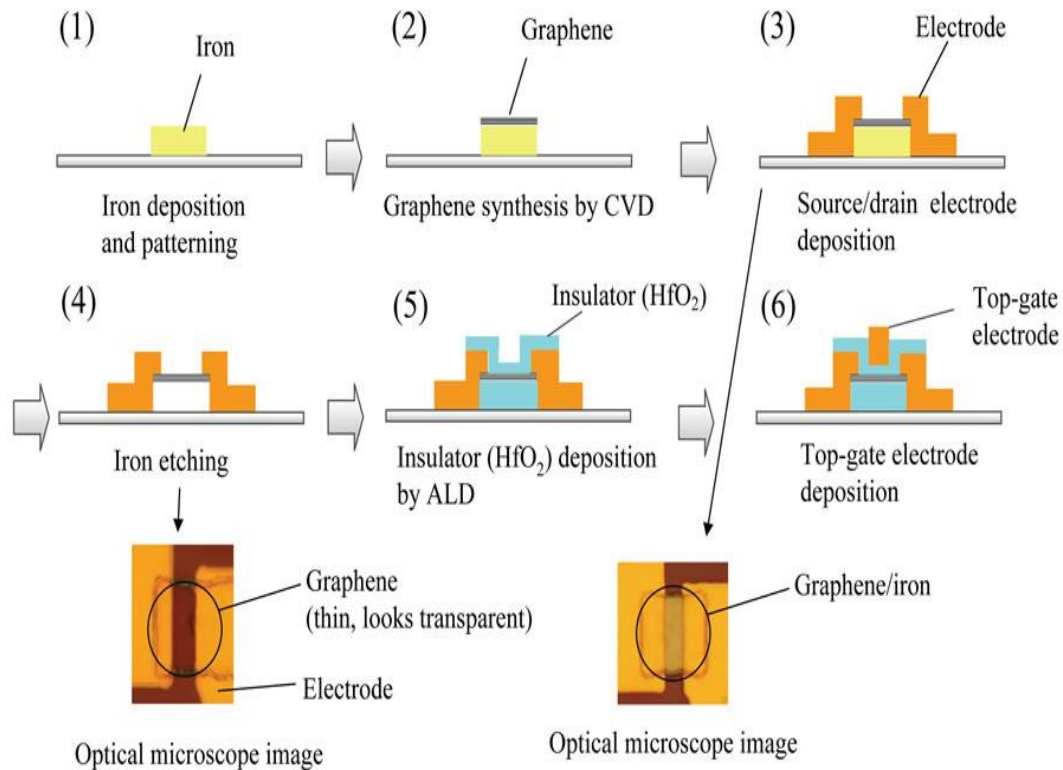 (1)
Iron
Iron deposition
and patterning
(2)
Graphene
Graphene synthesis by CVD
(3)
Electrode
Source/drain electrode
deposition
(4)
Iron etching
(5)
Insulator (HfO₂)
Insulator (HfO₂) deposition
by ALD
(6)
Top-gate
electrode
Top-gate electrode
deposition
Graphene
(thin, looks transparent)
Electrode
Optical microscope image
Graphene/iron
Optical microscope image